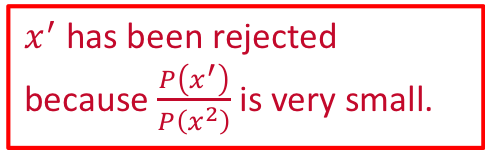 x′ has been rejected
because P(x′)/P(x²) is very small.